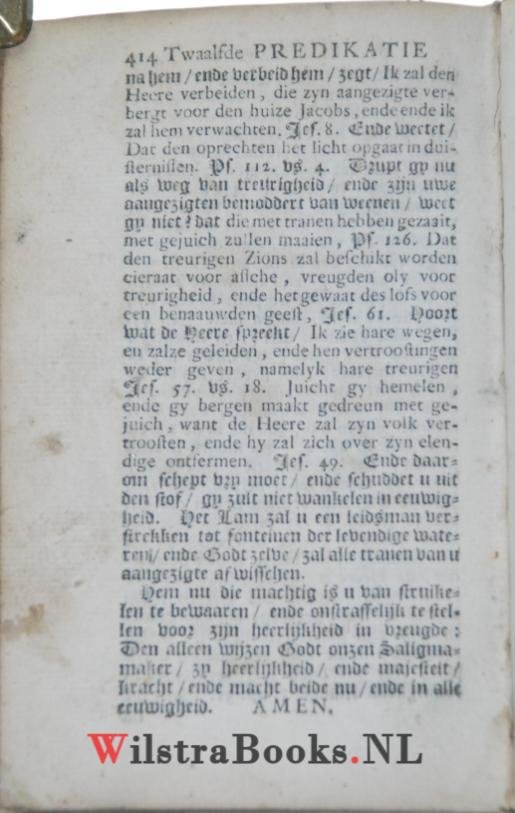 414 Twaalfde PREDIKATIE
na hem / ende verbeid hem / zegt / Ik zal den
Heere verbeiden, die zyn aangezigte ver-
bergt voor den huize Jacobs, ende ende ik
zal hem verwachten. Jes. 8. Ende weetet /
Dat den oprechten het licht opgaat in dui-
sternissen. Ps. 112. vs. 4. Drupt gy nu
als weg van treurigheid / ende zijn uwe
aangezigten bemoddert van weenen / weet
gy niet? dat die met tranen hebben gezaait,
met gejuich zullen maaien, Ps. 126. Dat
den treurigen Zions zal beschikt worden
cieraat voor assche, vreugden oly voor
treurigheid, ende het gewaat des lofs voor
een benaauwden geest, Jes. 61. Hoort
wat de Heere spreekt / Ik zie hare wegen,
en zalze geleiden, ende hen vertroostingen
weder geven, namelyk hare treurigen
Jes. 57. vs. 18. Juicht gy hemelen,
ende gy bergen maakt gedreun met ge-
juich, want de Heere zal zyn volk ver-
troosten, ende hy zal zich over zyn elen-
dige ontfermen. Jes. 49. Ende daar-
om schept vry moet / ende schuddet u uit
den stof / gy zult niet wankelen in eeuwig-
heid. Het Lam zal u een leidsman ver-
strekken tot fonteinen der levendige wate-
ren / ende Godt zelve / zal alle tranen van u
aangezigte afwisschen.
Hem nu die machtig is u van struike-
len te bewaaren / ende onstraffelijk te stel-
len voor zijn heerlijkheid in vreugde:
Den alleen wijzen Godt onzen Saligma-
maker / zy heerlijkheid / ende majesteit /
kracht / ende macht beide nu / ende in alle
eeuwigheid. AMEN.
WilstraBooks.NL